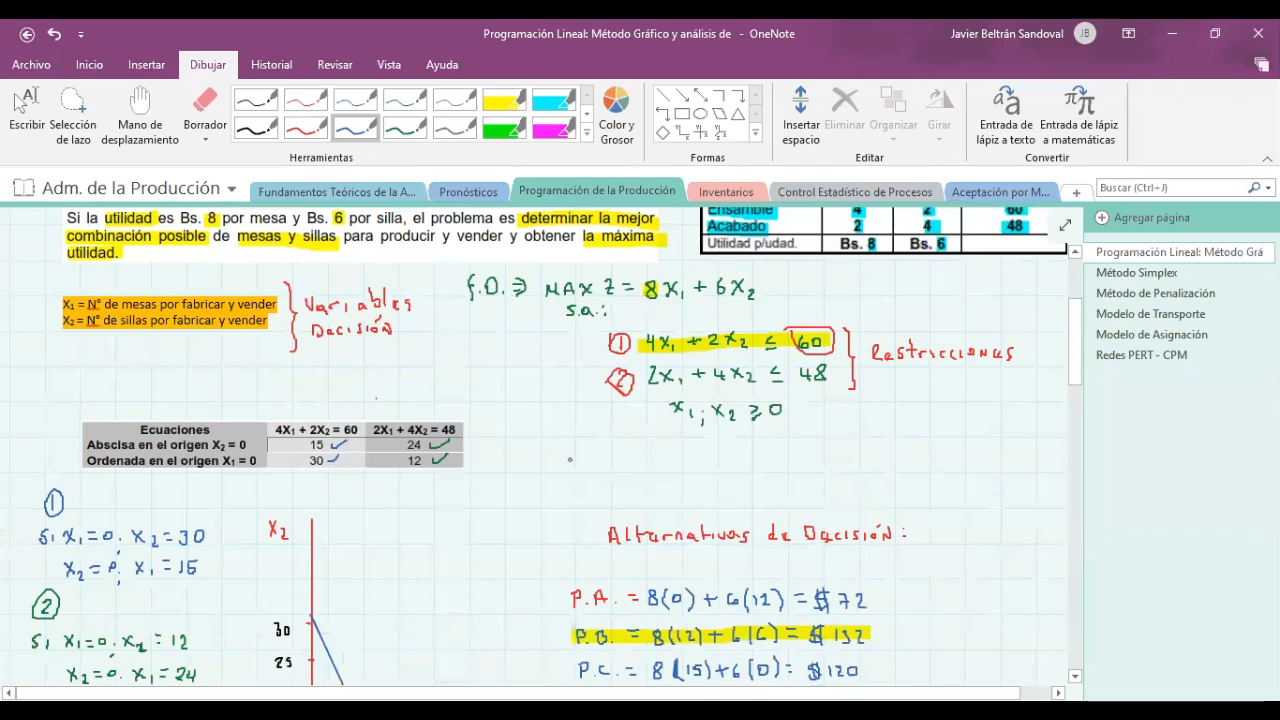 Programación Lineal: Método Gráfico y análisis de - OneNote
Javier Beltrán Sandoval JB
Archivo Inicio Insertar Dibujar Historial Revisar Vista Ayuda
Escribir Selección de lazo Mano de desplazamiento Borrador Color y Grosor Insertar espacio Eliminar Organizar Girar Entrada de lápiz a texto Entrada de lápiz a matemáticas
Herramientas Formas Editar Convertir
Adm. de la Producción Fundamentos Teóricos de la A... Pronósticos Programación de la Producción Inventarios Control Estadístico de Procesos Aceptación por M... Buscar (Ctrl+J)
Agregar página
Programación Lineal: Método Grá
Método Simplex
Método de Penalización
Modelo de Transporte
Modelo de Asignación
Redes PERT - CPM
Si la utilidad es Bs. 8 por mesa y Bs. 6 por silla, el problema es determinar la mejor
combinación posible de mesas y sillas para producir y vender y obtener la máxima
utilidad.
Ensamble 4 2 60
Acabado 2 4 48
Utilidad p/udad. Bs. 8 Bs. 6
X₁ = N° de mesas por fabricar y vender
X₂ = N° de sillas por fabricar y vender
Variables
Decisión
f.O. ⇒ MAX Z = 8X₁ + 6X₂
s.a.:
① 4X₁ + 2X₂ ≤ 60
② 2X₁ + 4X₂ ≤ 48
X₁; X₂ ≥ 0
Restricciones
Ecuaciones 4X₁ + 2X₂ = 60 2X₁ + 4X₂ = 48
Abscisa en el origen X₂ = 0 15 24
Ordenada en el origen X₁ = 0 30 12
①
Si X₁=0; X₂=30
X₂=0; X₁=15
②
Si X₁=0; X₂=12
X₂=0; X₁=24
X₂
30
25
Alternativas de Decisión:
P.A. = 8(0) + 6(12) = $ 72
P.B. = 8(12) + 6(6) = $ 132
P.C. = 8(15) + 6(0) = $ 120